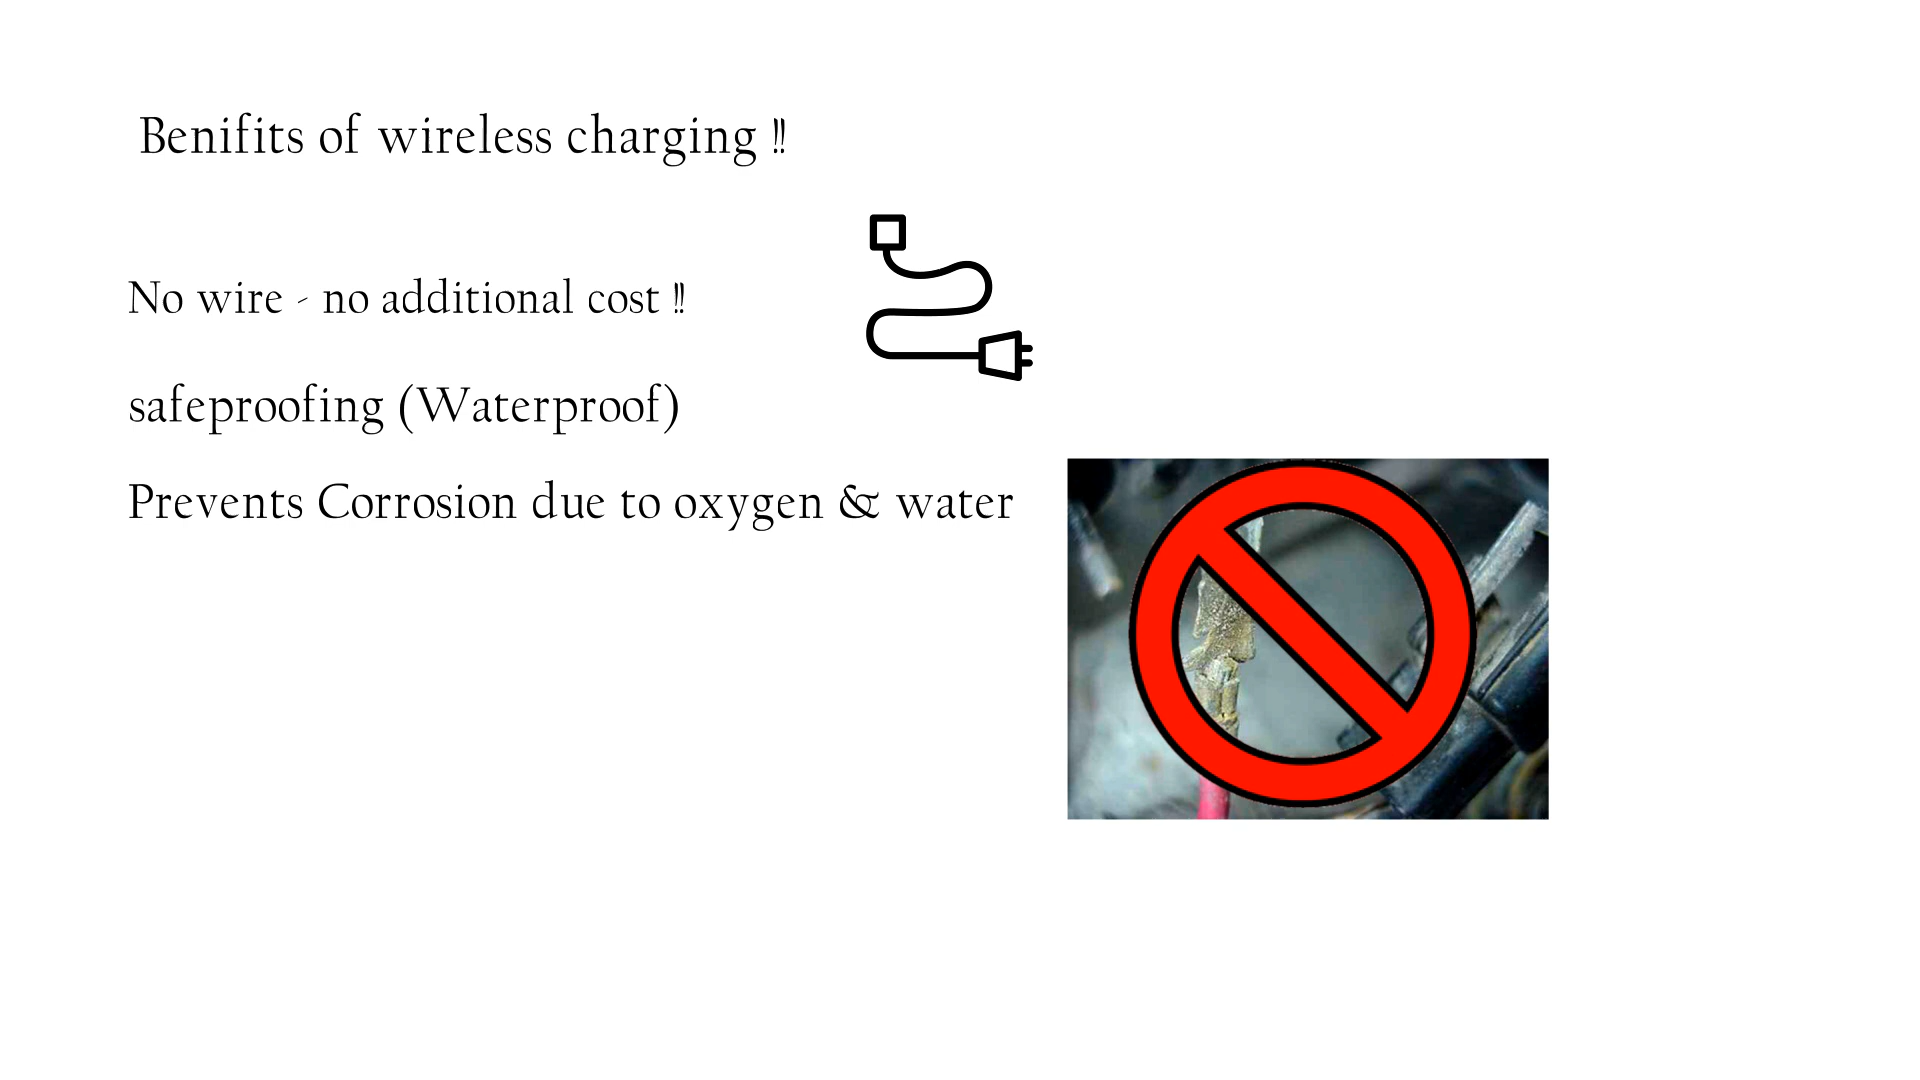 Benifits of wireless charging !!
No wire - no additional cost !!
safeproofing (Waterproof)
Prevents Corrosion due to oxygen & water